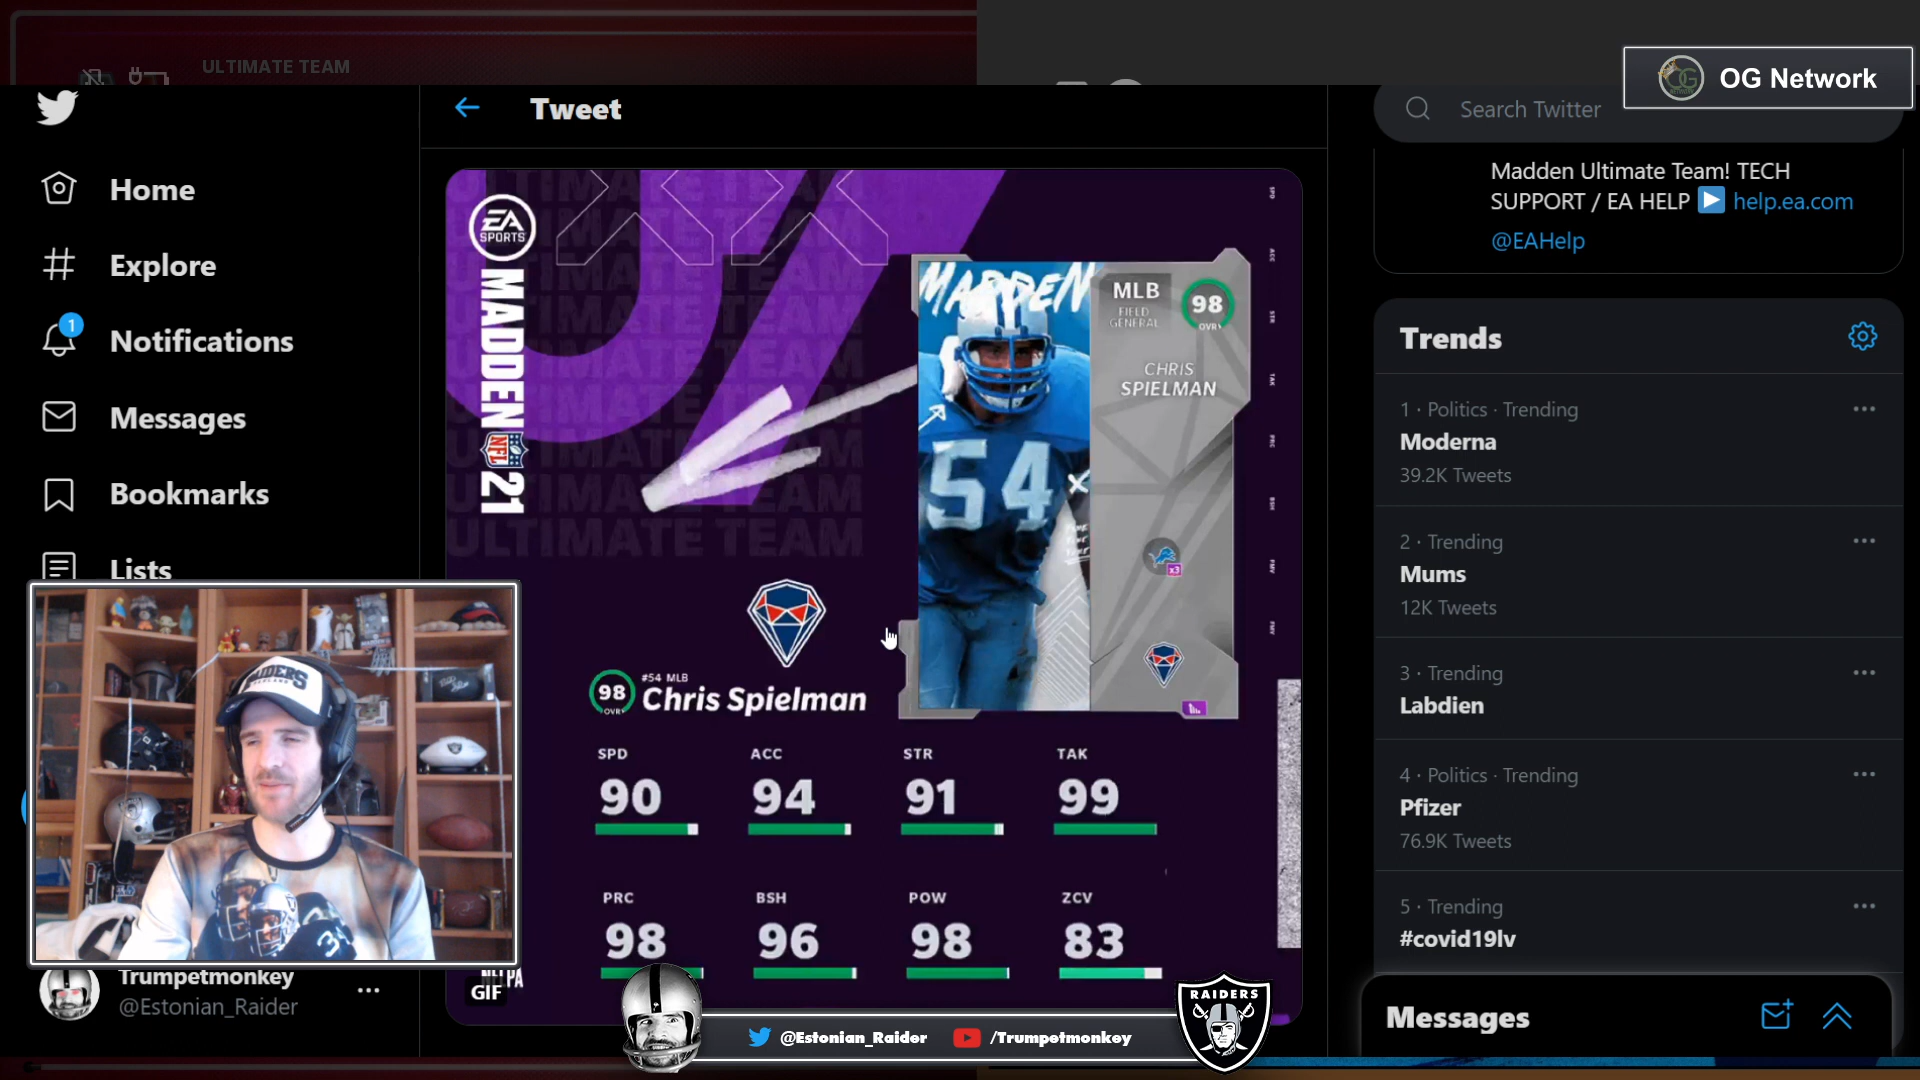 ULTIMATE TEAM
OG Network
Tweet
Search Twitter
Home
Explore
1
Notifications
Messages
Bookmarks
Lists
Trumpetmonkey
@Estonian_Raider
EA
SPORTS
MADDEN
NFL
21
ULTIMATE TEAM
MADDEN
54
MLB
FIELD
GENERAL
98
OVR
CHRIS
SPIELMAN
x3
98
OVR
#54 MLB
Chris Spielman
SPD
ACC
STR
TAK
90
94
91
99
PRC
BSH
POW
ZCV
98
96
98
83
GIF
@Estonian_Raider
/Trumpetmonkey
RAIDERS
Madden Ultimate Team! TECH
SUPPORT / EA HELP
help.ea.com
@EAHelp
Trends
1 · Politics · Trending
Moderna
39.2K Tweets
2 · Trending
Mums
12K Tweets
3 · Trending
Labdien
4 · Politics · Trending
Pfizer
76.9K Tweets
5 · Trending
#covid19lv
Messages